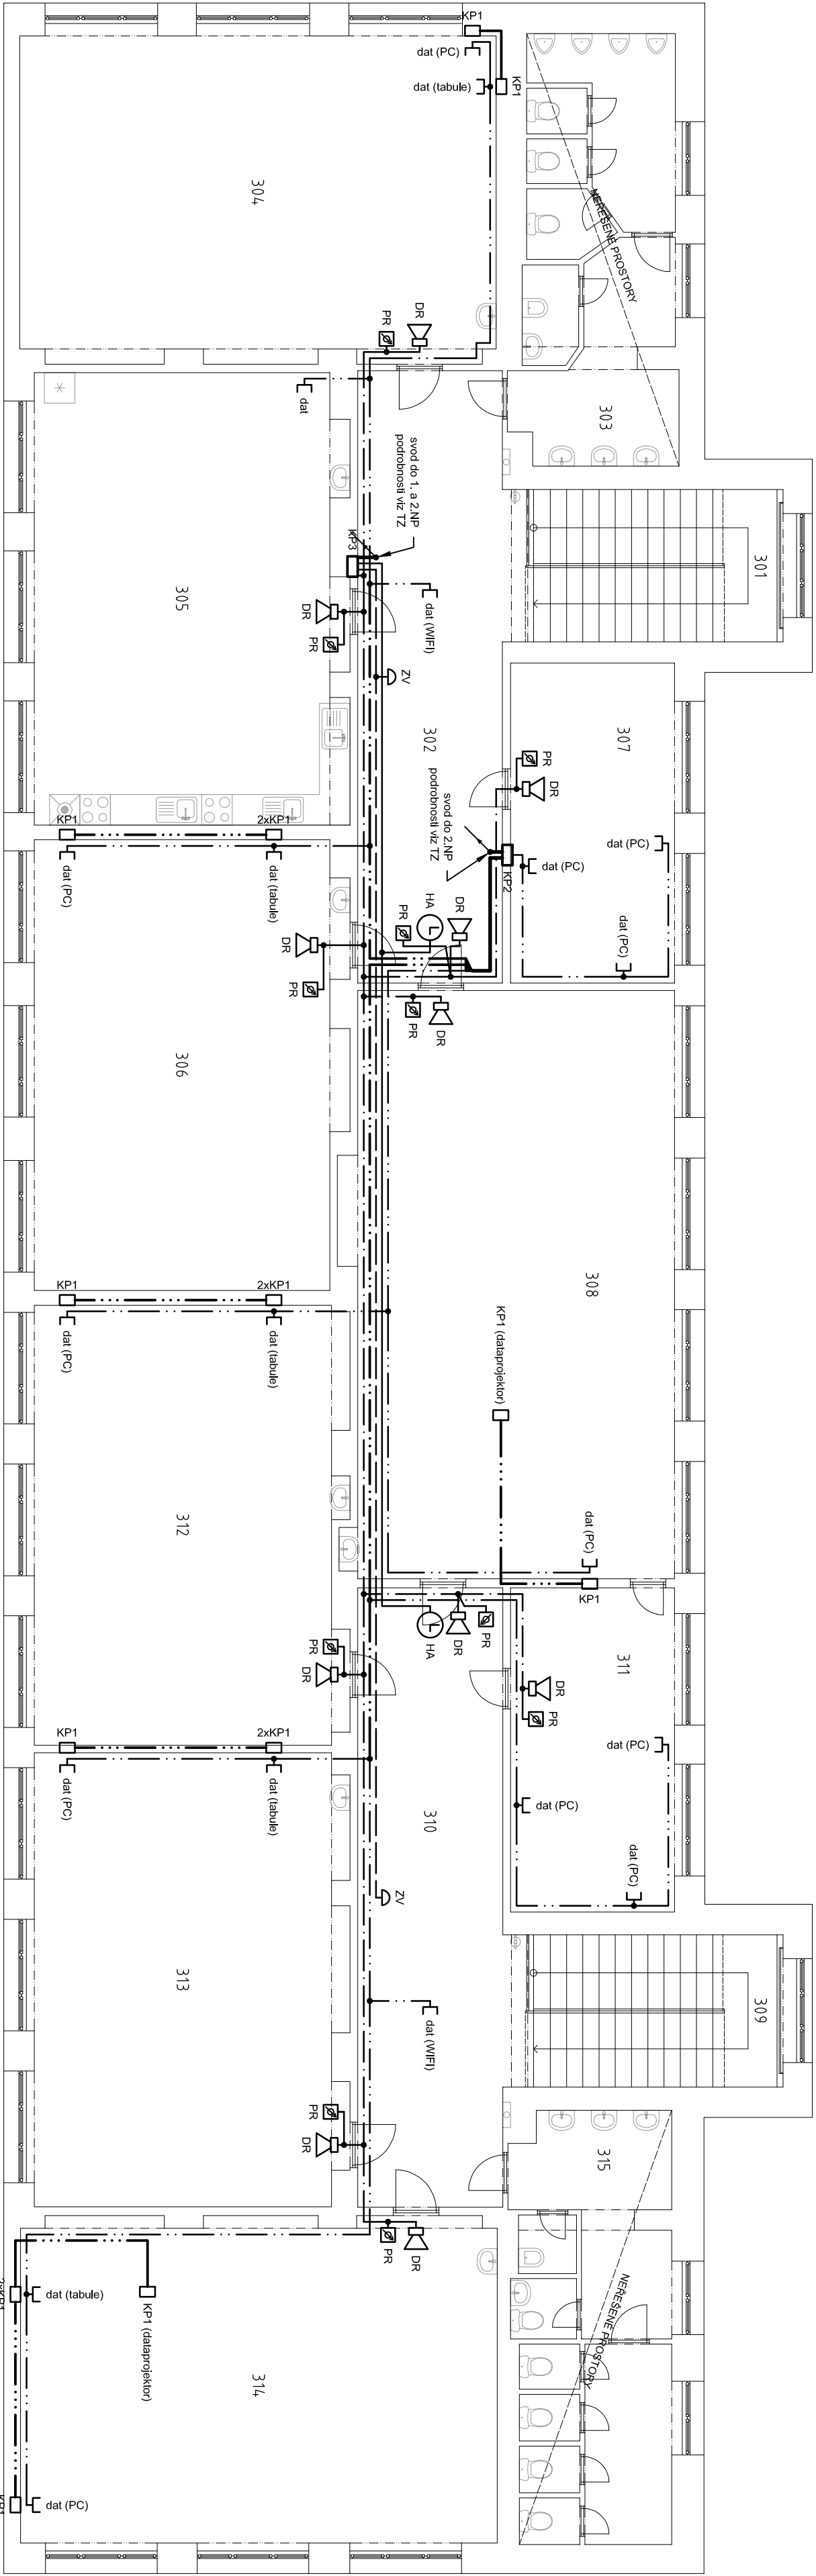 KP1
dat (PC)
dat (tabule)
KP1
304
NEŘEŠENÉ PROSTORY
303
DR
PR
dat
svod do 1. a 2.NP
podrobnosti viz TZ
KP3
301
dat (WIFI)
305
DR
PR
ZV
302
307
PR
DR
svod do 2.NP
podrobnosti viz TZ
KP2
dat (PC)
dat (PC)
dat (PC)
KP1
2xKP1
dat (PC)
dat (tabule)
HA
PR
DR
DR
PR
DR
PR
306
308
KP1
2xKP1
dat (PC)
dat (tabule)
KP1 (dataprojektor)
312
dat (PC)
KP1
PR
DR
HA
DR
PR
311
DR
PR
KP1
2xKP1
dat (PC)
dat (tabule)
dat (PC)
dat (PC)
dat (PC)
310
ZV
313
dat (WIFI)
309
PR
DR
315
PR
DR
NEŘEŠENÉ PROSTORY
2xKP1
dat (tabule)
KP1 (dataprojektor)
314
dat (PC)
KP1